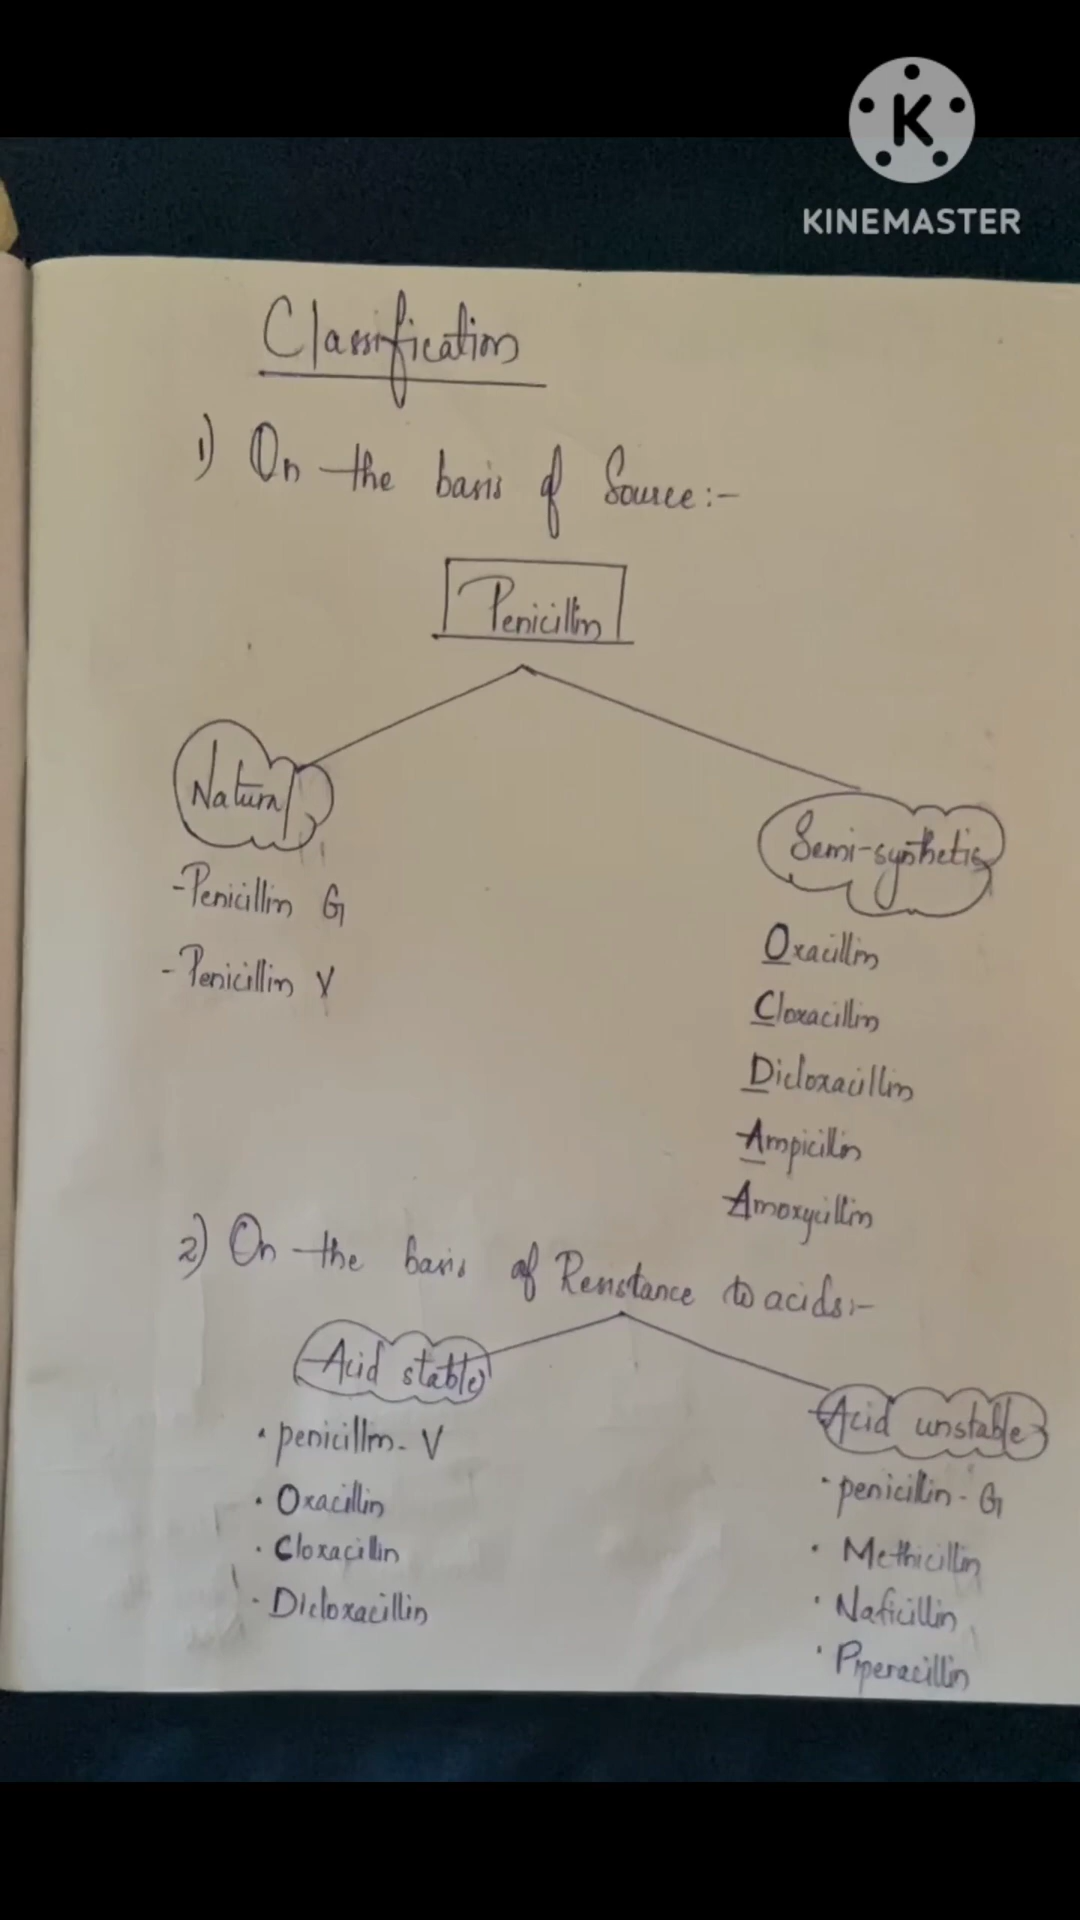 KINEMASTER
Classification
1) On the basis of Source:-
Penicillin
Natural
Semi-synthetic
- Penicillin G
- Penicillin V
Oxacillin
Cloxacillin
Dicloxacillin
Ampicillin
Amoxycillin
2) On the basis of Resistance to acids:-
Acid stable
Acid unstable
• penicillin - V
• Oxacillin
• Cloxacillin
• Dicloxacillin
• penicillin - G
• Methicillin
• Naficillin
• Piperacillin